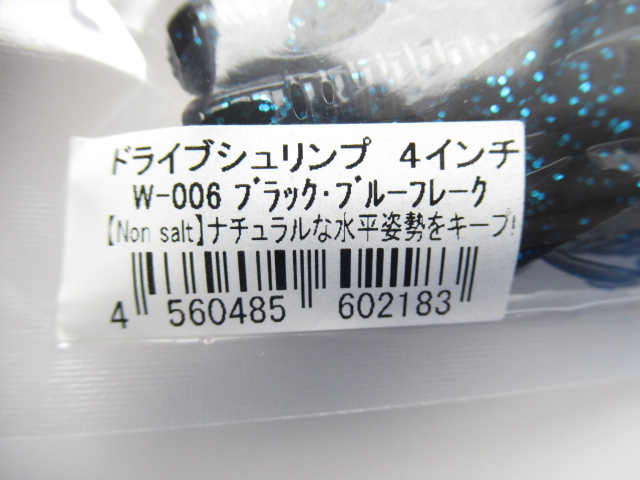 ドライブシュリンプ 4インチ
W-006 ﾌﾞﾗｯｸ･ﾌﾞﾙｰﾌﾚｰｸ
【Non salt】ナチュラルな水平姿勢をキープ!
4 560485 602183